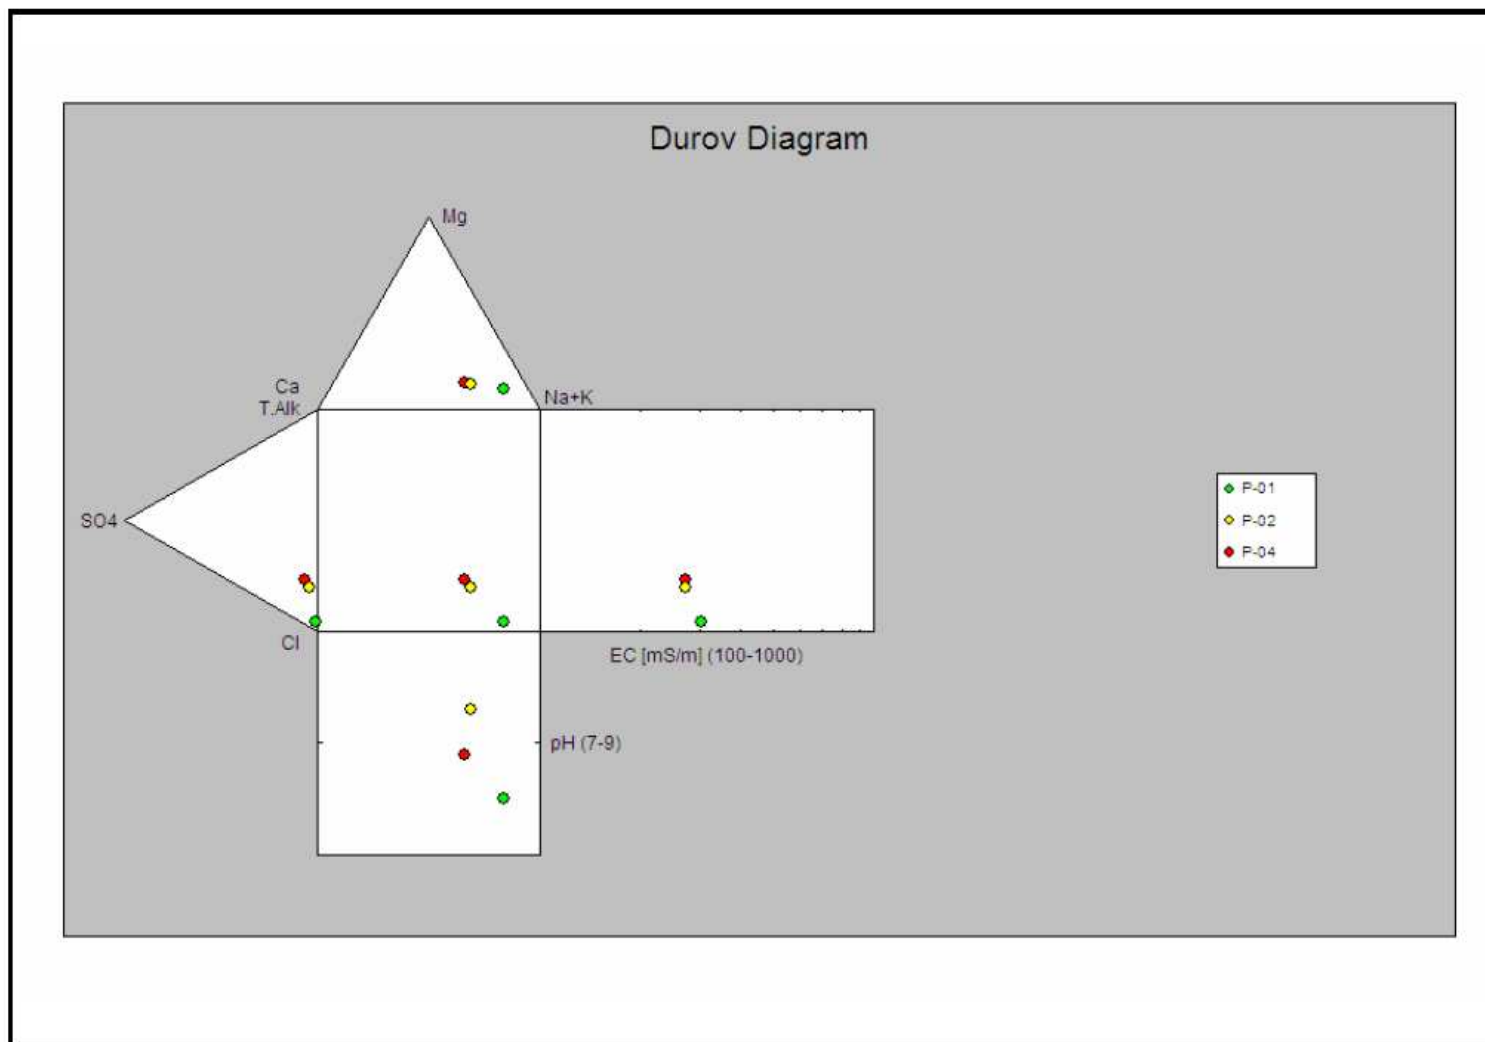 Durov Diagram
Mg
Ca
T.Alk
Na+K
SO4
Cl
EC [mS/m] (100-1000)
pH (7-9)
P-01
P-02
P-04